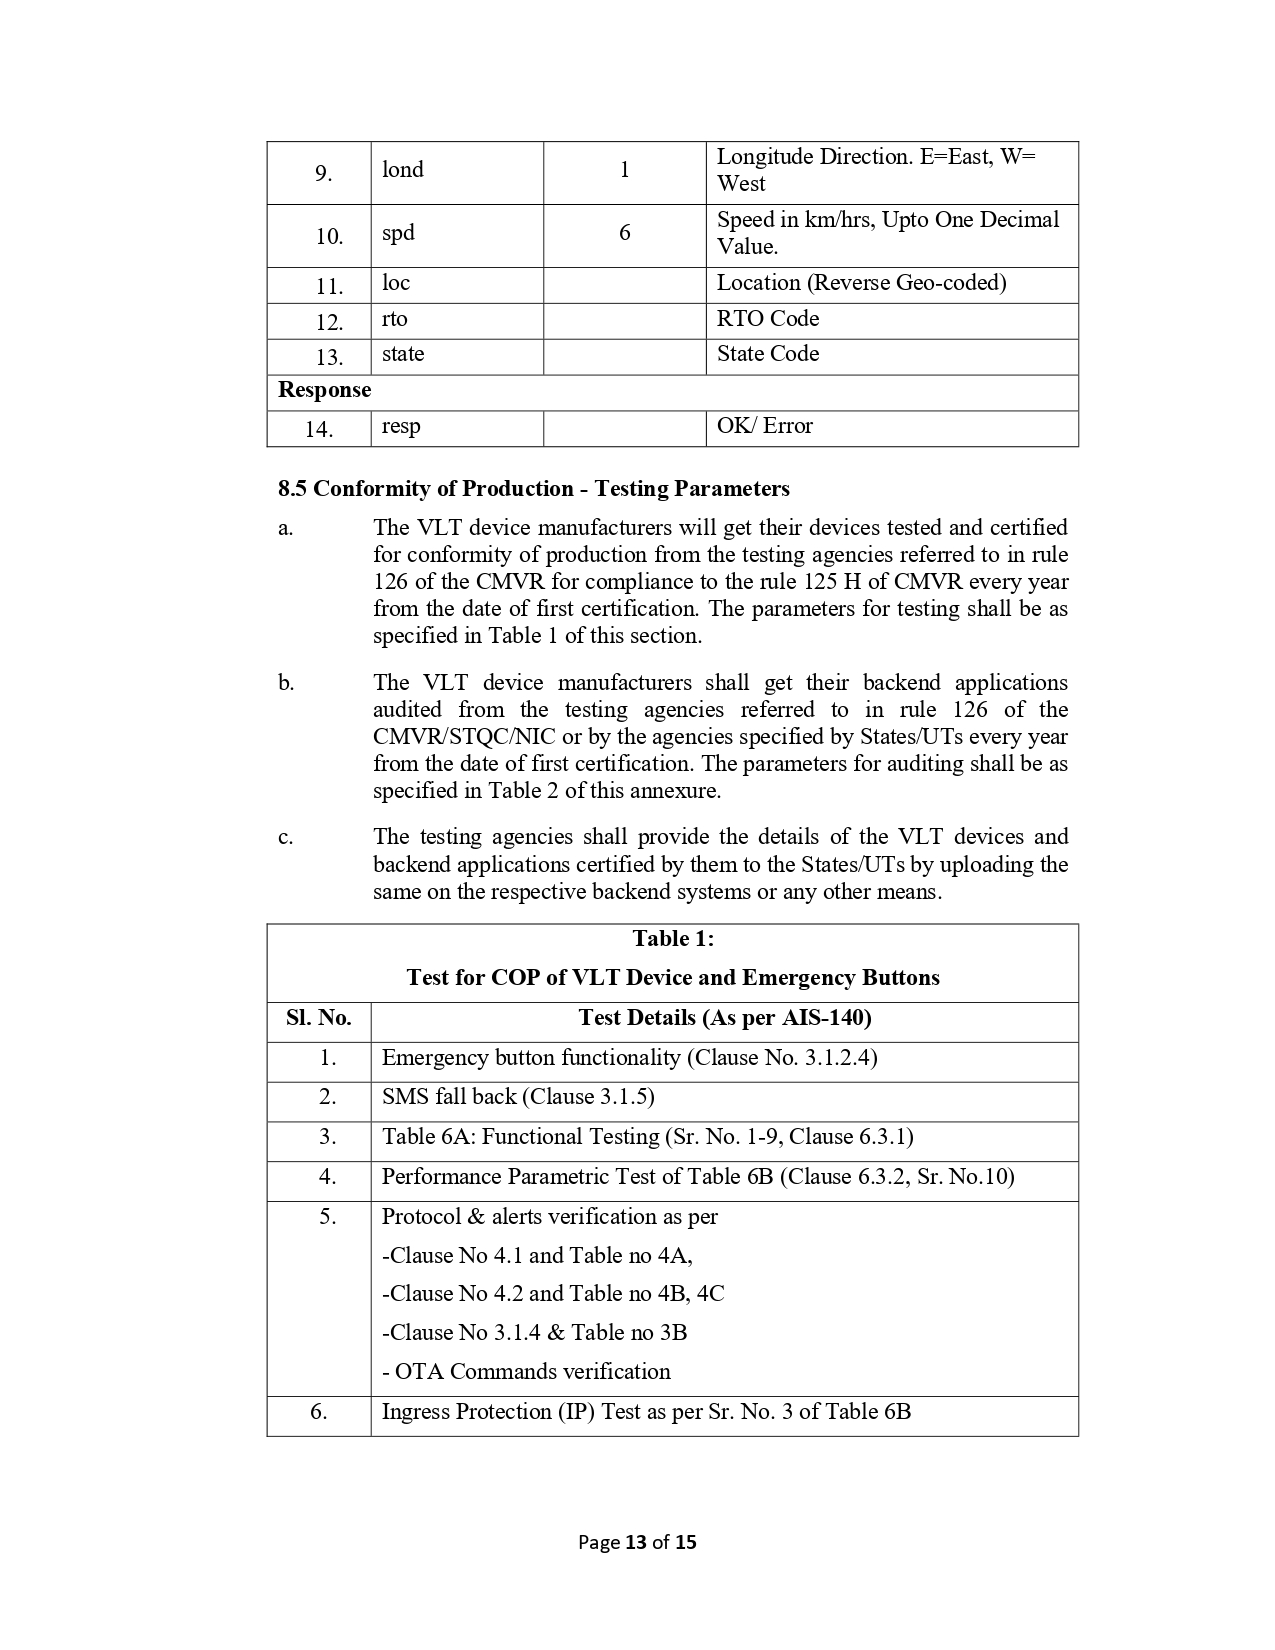 9. lond 1 Longitude Direction. E=East, W=
West
10. spd 6 Speed in km/hrs, Upto One Decimal
Value.
11. loc Location (Reverse Geo-coded)
12. rto RTO Code
13. state State Code
Response
14. resp OK/ Error
8.5 Conformity of Production - Testing Parameters
a. The VLT device manufacturers will get their devices tested and certified
for conformity of production from the testing agencies referred to in rule
126 of the CMVR for compliance to the rule 125 H of CMVR every year
from the date of first certification. The parameters for testing shall be as
specified in Table 1 of this section.
b. The VLT device manufacturers shall get their backend applications
audited from the testing agencies referred to in rule 126 of the
CMVR/STQC/NIC or by the agencies specified by States/UTs every year
from the date of first certification. The parameters for auditing shall be as
specified in Table 2 of this annexure.
c. The testing agencies shall provide the details of the VLT devices and
backend applications certified by them to the States/UTs by uploading the
same on the respective backend systems or any other means.
Table 1:
Test for COP of VLT Device and Emergency Buttons
Sl. No. Test Details (As per AIS-140)
1. Emergency button functionality (Clause No. 3.1.2.4)
2. SMS fall back (Clause 3.1.5)
3. Table 6A: Functional Testing (Sr. No. 1-9, Clause 6.3.1)
4. Performance Parametric Test of Table 6B (Clause 6.3.2, Sr. No.10)
5. Protocol & alerts verification as per
-Clause No 4.1 and Table no 4A,
-Clause No 4.2 and Table no 4B, 4C
-Clause No 3.1.4 & Table no 3B
- OTA Commands verification
6. Ingress Protection (IP) Test as per Sr. No. 3 of Table 6B
Page 13 of 15